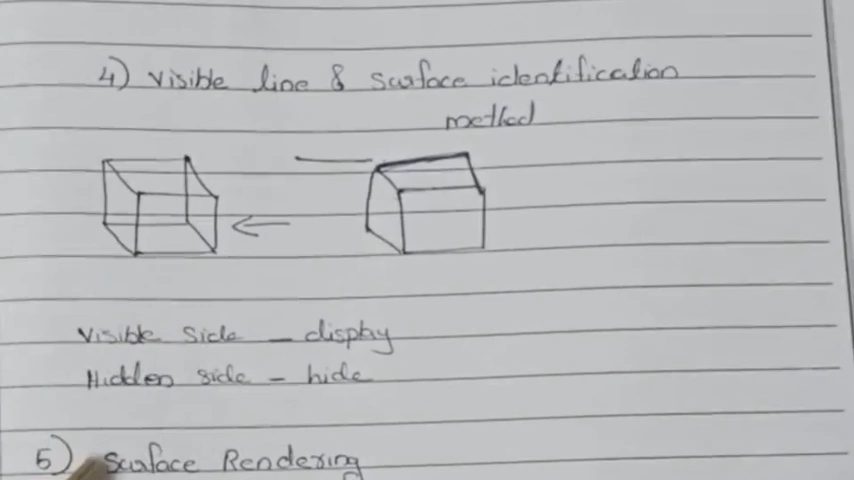 4) Visible line & surface identification
method
Visible Side - display
Hidden side - hide
5) Surface Rendering